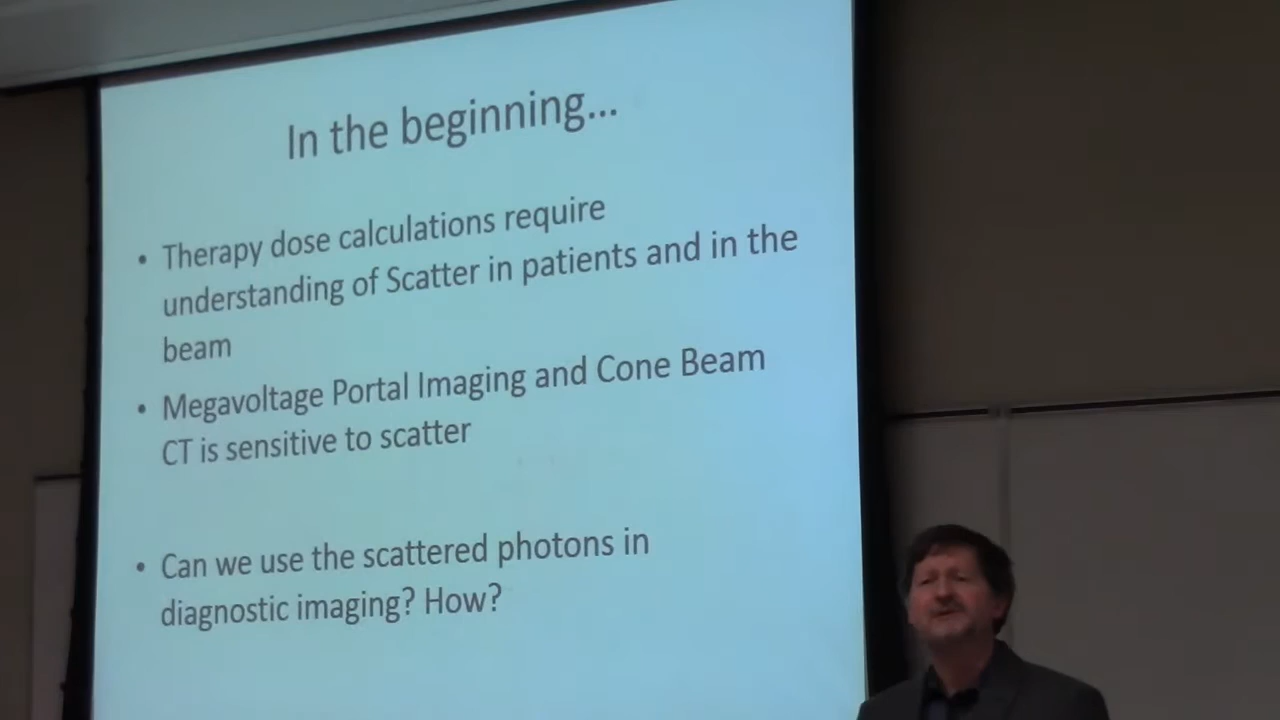 In the beginning...
• Therapy dose calculations require
understanding of Scatter in patients and in the
beam
• Megavoltage Portal Imaging and Cone Beam
CT is sensitive to scatter
• Can we use the scattered photons in
diagnostic imaging? How?